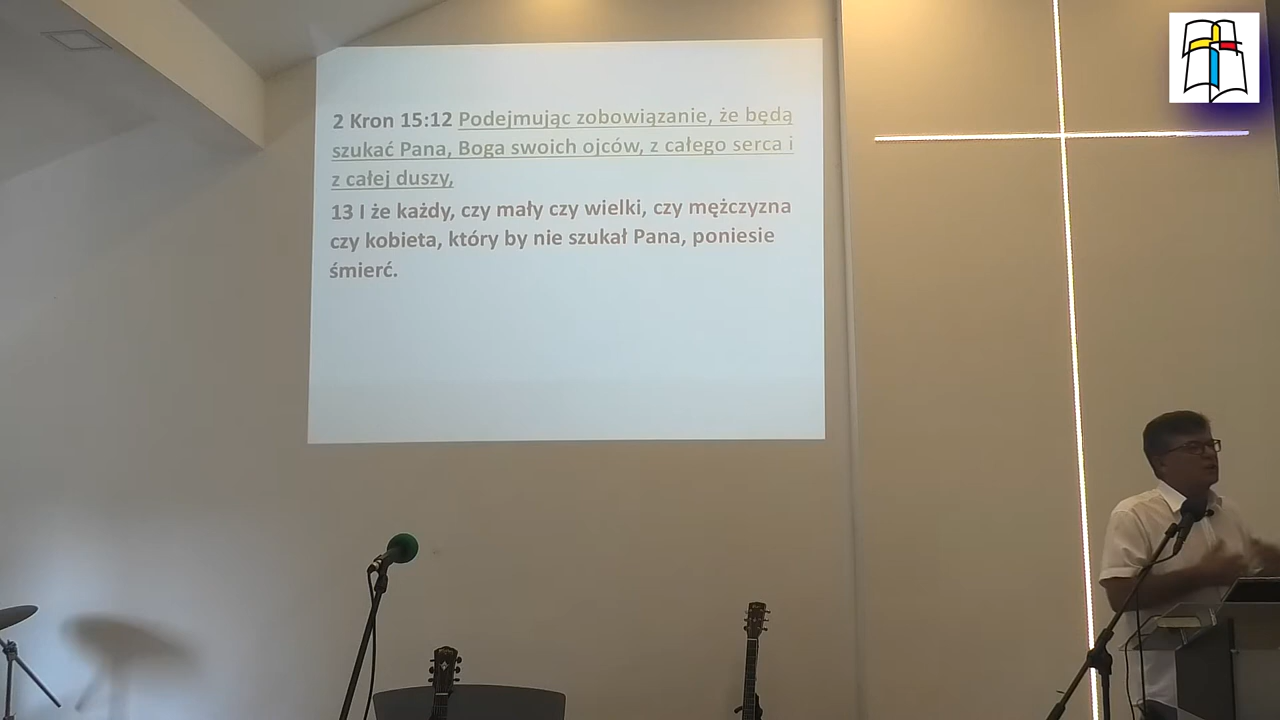 2 Kron 15:12 Podejmując zobowiązanie, że będą
szukać Pana, Boga swoich ojców, z całego serca i
z całej duszy,
13 I że każdy, czy mały czy wielki, czy mężczyzna
czy kobieta, który by nie szukał Pana, poniesie
śmierć.